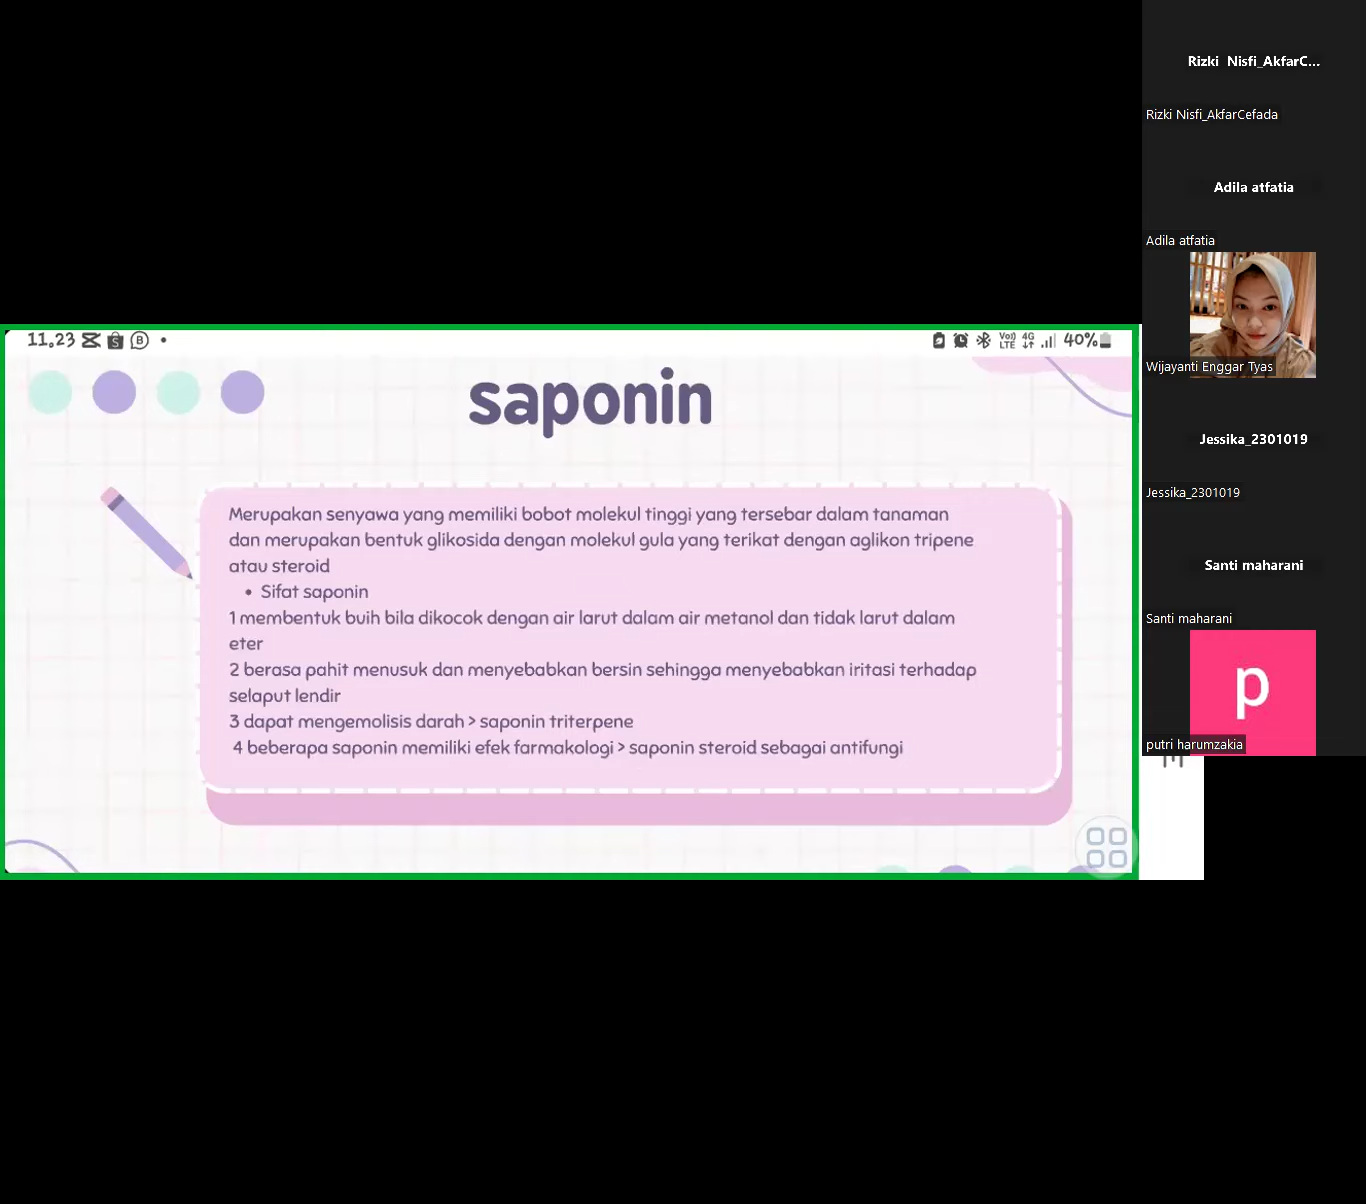 11.23
Vo)) LTE 4G 40%
saponin
Merupakan senyawa yang memiliki bobot molekul tinggi yang tersebar dalam tanaman
dan merupakan bentuk glikosida dengan molekul gula yang terikat dengan aglikon tripene
atau steroid
• Sifat saponin
1 membentuk buih bila dikocok dengan air larut dalam air metanol dan tidak larut dalam
eter
2 berasa pahit menusuk dan menyebabkan bersin sehingga menyebabkan iritasi terhadap
selaput lendir
3 dapat mengemolisis darah > saponin triterpene
4 beberapa saponin memiliki efek farmakologi > saponin steroid sebagai antifungi
Rizki Nisfi_AkfarC...
Rizki Nisfi_AkfarCefada
Adila atfatia
Adila atfatia
Wijayanti Enggar Tyas
Jessika_2301019
Jessika_2301019
Santi maharani
Santi maharani
p
putri harumzakia